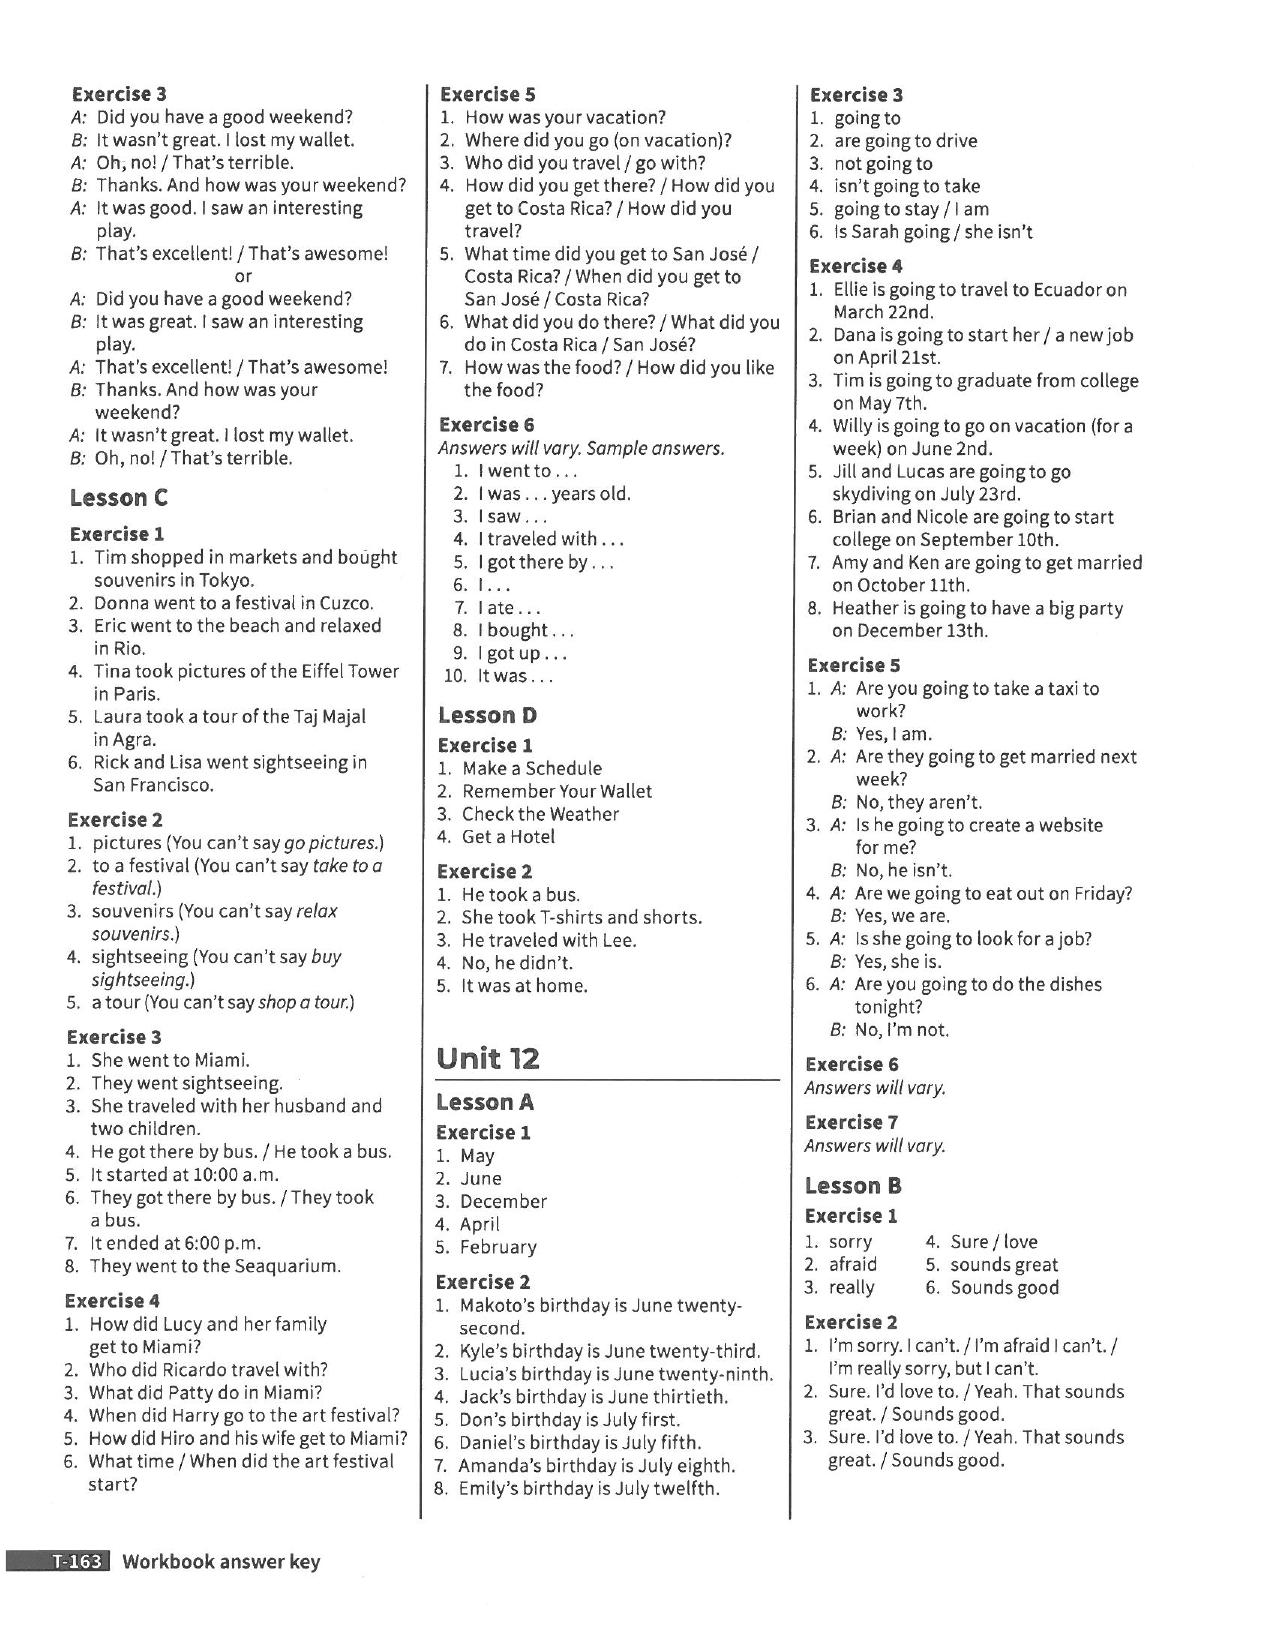 Exercise 3
A: Did you have a good weekend?
B: It wasn't great. I lost my wallet.
A: Oh, no! / That's terrible.
B: Thanks. And how was your weekend?
A: It was good. I saw an interesting
play.
B: That's excellent! / That's awesome!
or
A: Did you have a good weekend?
B: It was great. I saw an interesting
play.
A: That's excellent! / That's awesome!
B: Thanks. And how was your
weekend?
A: It wasn't great. I lost my wallet.
B: Oh, no! / That's terrible.
Lesson C
Exercise 1
1. Tim shopped in markets and bought
souvenirs in Tokyo.
2. Donna went to a festival in Cuzco.
3. Eric went to the beach and relaxed
in Rio.
4. Tina took pictures of the Eiffel Tower
in Paris.
5. Laura took a tour of the Taj Majal
in Agra.
6. Rick and Lisa went sightseeing in
San Francisco.
Exercise 2
1. pictures (You can't say go pictures.)
2. to a festival (You can't say take to a
festival.)
3. souvenirs (You can't say relax
souvenirs.)
4. sightseeing (You can't say buy
sightseeing.)
5. a tour (You can't say shop a tour.)
Exercise 3
1. She went to Miami.
2. They went sightseeing.
3. She traveled with her husband and
two children.
4. He got there by bus. / He took a bus.
5. It started at 10:00 a.m.
6. They got there by bus. / They took
a bus.
7. It ended at 6:00 p.m.
8. They went to the Seaquarium.
Exercise 4
1. How did Lucy and her family
get to Miami?
2. Who did Ricardo travel with?
3. What did Patty do in Miami?
4. When did Harry go to the art festival?
5. How did Hiro and his wife get to Miami?
6. What time / When did the art festival
start?
Exercise 5
1. How was your vacation?
2. Where did you go (on vacation)?
3. Who did you travel / go with?
4. How did you get there? / How did you
get to Costa Rica? / How did you
travel?
5. What time did you get to San José /
Costa Rica? / When did you get to
San José / Costa Rica?
6. What did you do there? / What did you
do in Costa Rica / San José?
7. How was the food? / How did you like
the food?
Exercise 6
Answers will vary. Sample answers.
1. I went to . . .
2. I was . . . years old.
3. I saw . . .
4. I traveled with . . .
5. I got there by . . .
6. I . . .
7. I ate . . .
8. I bought . . .
9. I got up . . .
10. It was . . .
Lesson D
Exercise 1
1. Make a Schedule
2. Remember Your Wallet
3. Check the Weather
4. Get a Hotel
Exercise 2
1. He took a bus.
2. She took T-shirts and shorts.
3. He traveled with Lee.
4. No, he didn't.
5. It was at home.
Unit 12
Lesson A
Exercise 1
1. May
2. June
3. December
4. April
5. February
Exercise 2
1. Makoto's birthday is June twenty-
second.
2. Kyle's birthday is June twenty-third.
3. Lucia's birthday is June twenty-ninth.
4. Jack's birthday is June thirtieth.
5. Don's birthday is July first.
6. Daniel's birthday is July fifth.
7. Amanda's birthday is July eighth.
8. Emily's birthday is July twelfth.
Exercise 3
1. going to
2. are going to drive
3. not going to
4. isn't going to take
5. going to stay / I am
6. Is Sarah going / she isn't
Exercise 4
1. Ellie is going to travel to Ecuador on
March 22nd.
2. Dana is going to start her / a new job
on April 21st.
3. Tim is going to graduate from college
on May 7th.
4. Willy is going to go on vacation (for a
week) on June 2nd.
5. Jill and Lucas are going to go
skydiving on July 23rd.
6. Brian and Nicole are going to start
college on September 10th.
7. Amy and Ken are going to get married
on October 11th.
8. Heather is going to have a big party
on December 13th.
Exercise 5
1. A: Are you going to take a taxi to
work?
B: Yes, I am.
2. A: Are they going to get married next
week?
B: No, they aren't.
3. A: Is he going to create a website
for me?
B: No, he isn't.
4. A: Are we going to eat out on Friday?
B: Yes, we are.
5. A: Is she going to look for a job?
B: Yes, she is.
6. A: Are you going to do the dishes
tonight?
B: No, I'm not.
Exercise 6
Answers will vary.
Exercise 7
Answers will vary.
Lesson B
Exercise 1
1. sorry
2. afraid
3. really
4. Sure / love
5. sounds great
6. Sounds good
Exercise 2
1. I'm sorry. I can't. / I'm afraid I can't. /
I'm really sorry, but I can't.
2. Sure. I'd love to. / Yeah. That sounds
great. / Sounds good.
3. Sure. I'd love to. / Yeah. That sounds
great. / Sounds good.
T-163 Workbook answer key